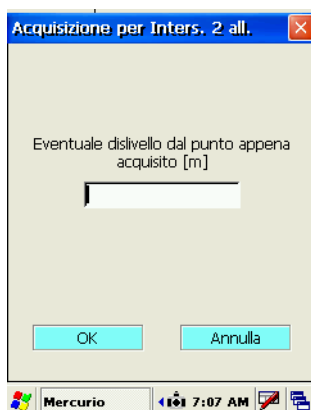 Acquisizione per Inters. 2 all.
Eventuale dislivello dal punto appena
acquisito [m]
OK
Annulla
Mercurio
7:07 AM